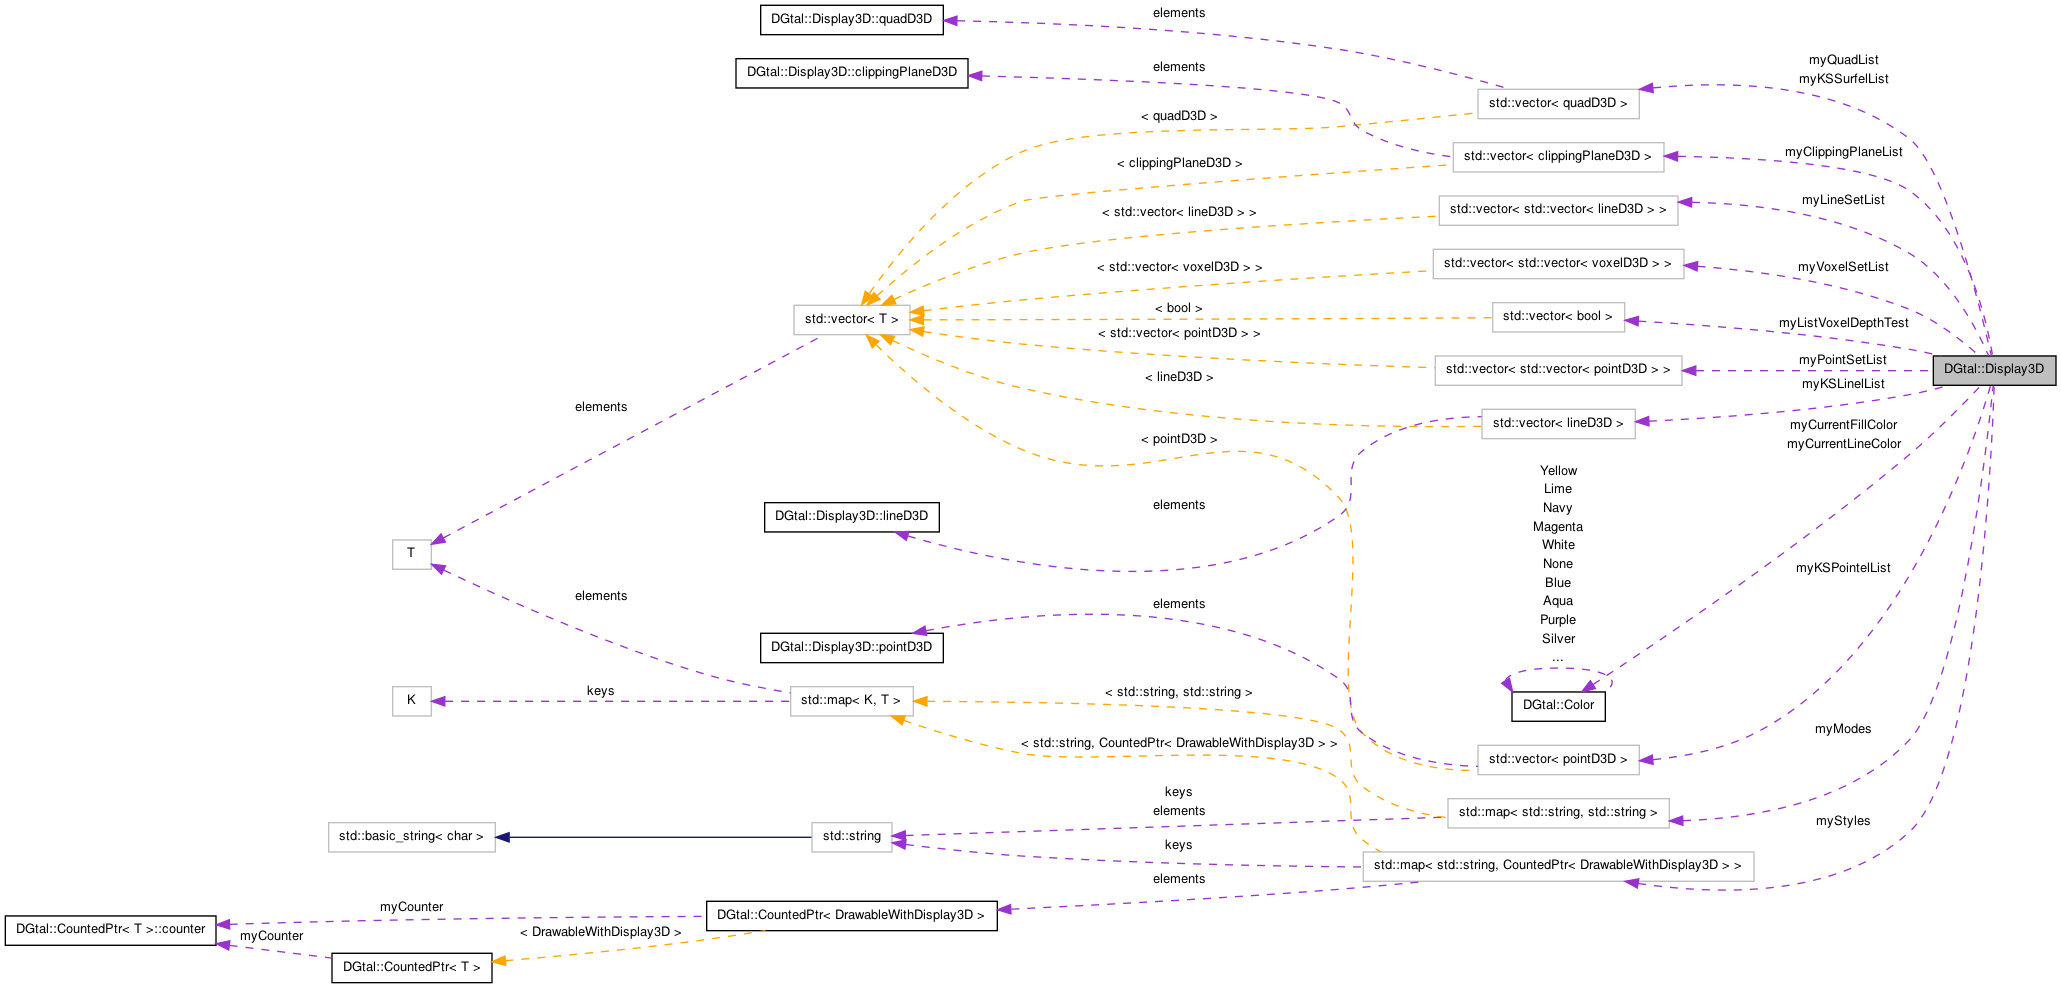 DGtal::Display3D::quadD3D
elements
DGtal::Display3D::clippingPlaneD3D
elements
myQuadList
myKSSurfelList
std::vector< quadD3D >
< quadD3D >
std::vector< clippingPlaneD3D >
myClippingPlaneList
< clippingPlaneD3D >
std::vector< std::vector< lineD3D > >
myLineSetList
< std::vector< lineD3D > >
std::vector< std::vector< voxelD3D > >
myVoxelSetList
< std::vector< voxelD3D > >
std::vector< T >
< bool >
std::vector< bool >
myListVoxelDepthTest
< std::vector< pointD3D > >
std::vector< std::vector< pointD3D > >
myPointSetList
DGtal::Display3D
myKSLinelList
< lineD3D >
elements
std::vector< lineD3D >
myCurrentFillColor
myCurrentLineColor
< pointD3D >
Yellow
Lime
Navy
Magenta
White
None
Blue
Aqua
Purple
Silver
...
DGtal::Display3D::lineD3D
elements
T
elements
myKSPointelList
elements
DGtal::Display3D::pointD3D
K
keys
std::map< K, T >
< std::string, std::string >
DGtal::Color
< std::string, CountedPtr< DrawableWithDisplay3D > >
std::vector< pointD3D >
myModes
keys
elements
std::map< std::string, std::string >
myStyles
std::basic_string< char >
std::string
keys
std::map< std::string, CountedPtr< DrawableWithDisplay3D > >
elements
myCounter
DGtal::CountedPtr< DrawableWithDisplay3D >
DGtal::CountedPtr< T >::counter
myCounter
< DrawableWithDisplay3D >
DGtal::CountedPtr< T >